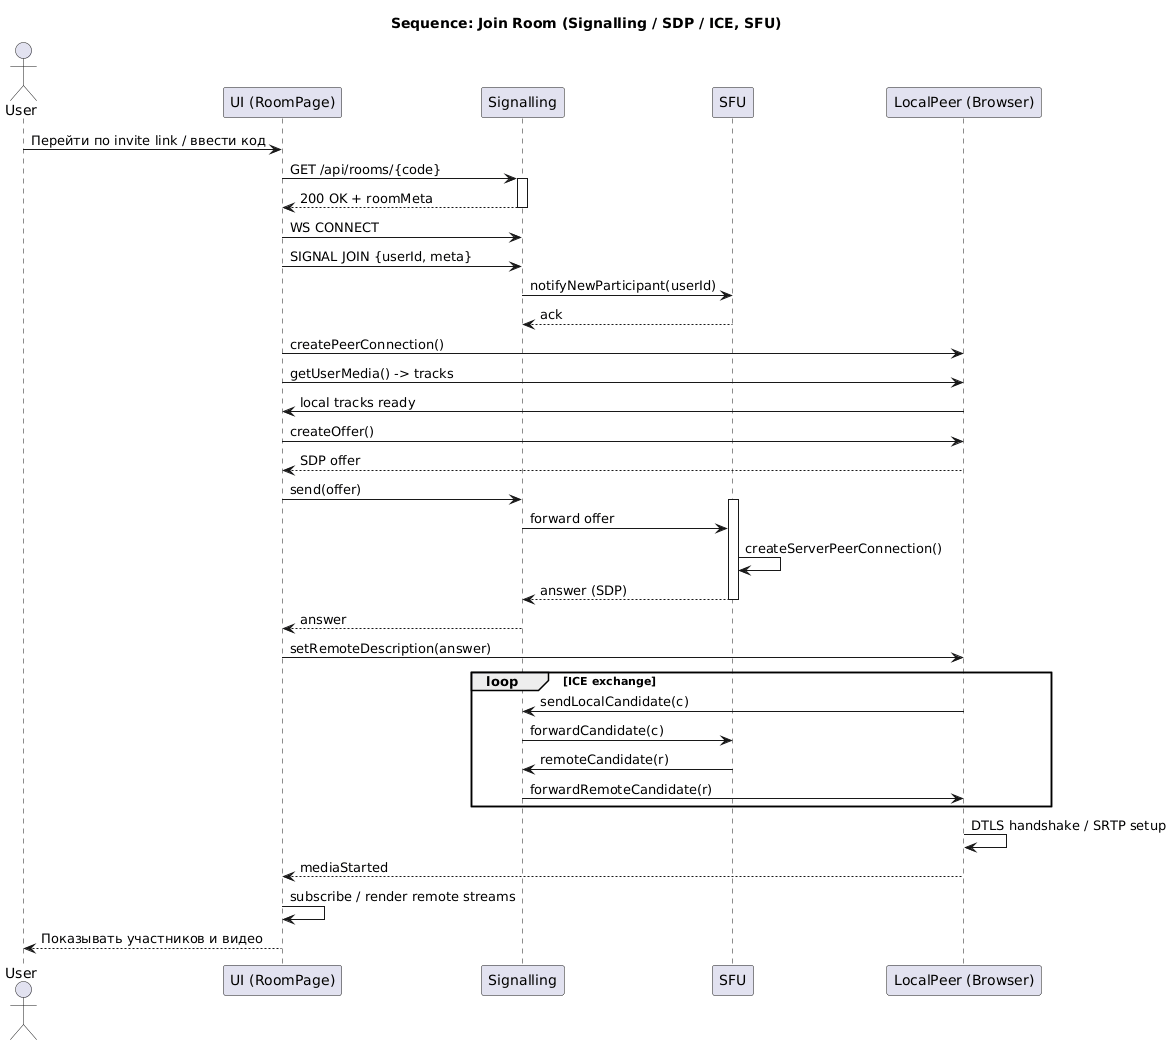 Sequence: Join Room (Signalling / SDP / ICE, SFU)
User
UI (RoomPage)
Signalling
SFU
LocalPeer (Browser)
Перейти по invite link / ввести код
GET /api/rooms/{code}
200 OK + roomMeta
WS CONNECT
SIGNAL JOIN {userId, meta}
notifyNewParticipant(userId)
ack
createPeerConnection()
getUserMedia() -> tracks
local tracks ready
createOffer()
SDP offer
send(offer)
forward offer
createServerPeerConnection()
answer (SDP)
answer
setRemoteDescription(answer)
loop
[ICE exchange]
sendLocalCandidate(c)
forwardCandidate(c)
remoteCandidate(r)
forwardRemoteCandidate(r)
DTLS handshake / SRTP setup
mediaStarted
subscribe / render remote streams
Показывать участников и видео
User
UI (RoomPage)
Signalling
SFU
LocalPeer (Browser)